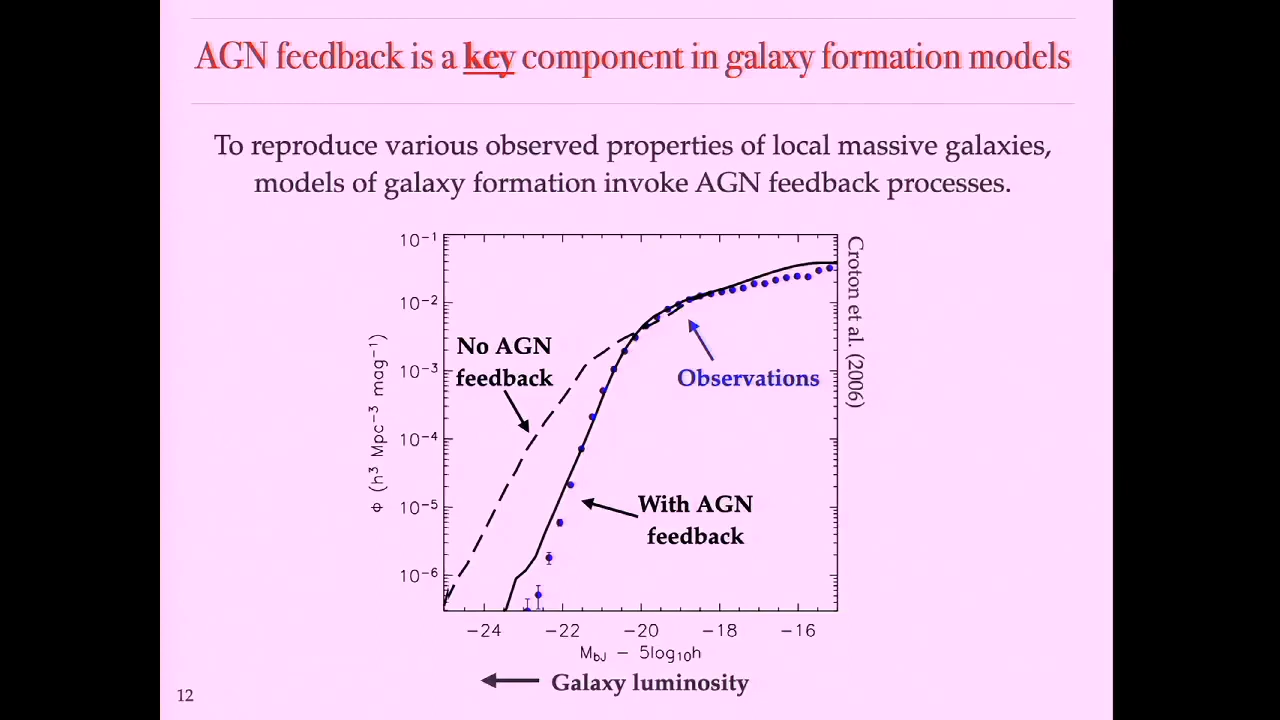 AGN feedback is a key component in galaxy formation models
To reproduce various observed properties of local massive galaxies,
models of galaxy formation invoke AGN feedback processes.
10⁻¹
10⁻²
10⁻³
10⁻⁴
10⁻⁵
10⁻⁶
Φ (h³ Mpc⁻³ mag⁻¹)
No AGN
feedback
Observations
With AGN
feedback
Croton et al. (2006)
−24 −22 −20 −18 −16
M_bJ − 5log₁₀h
Galaxy luminosity
12